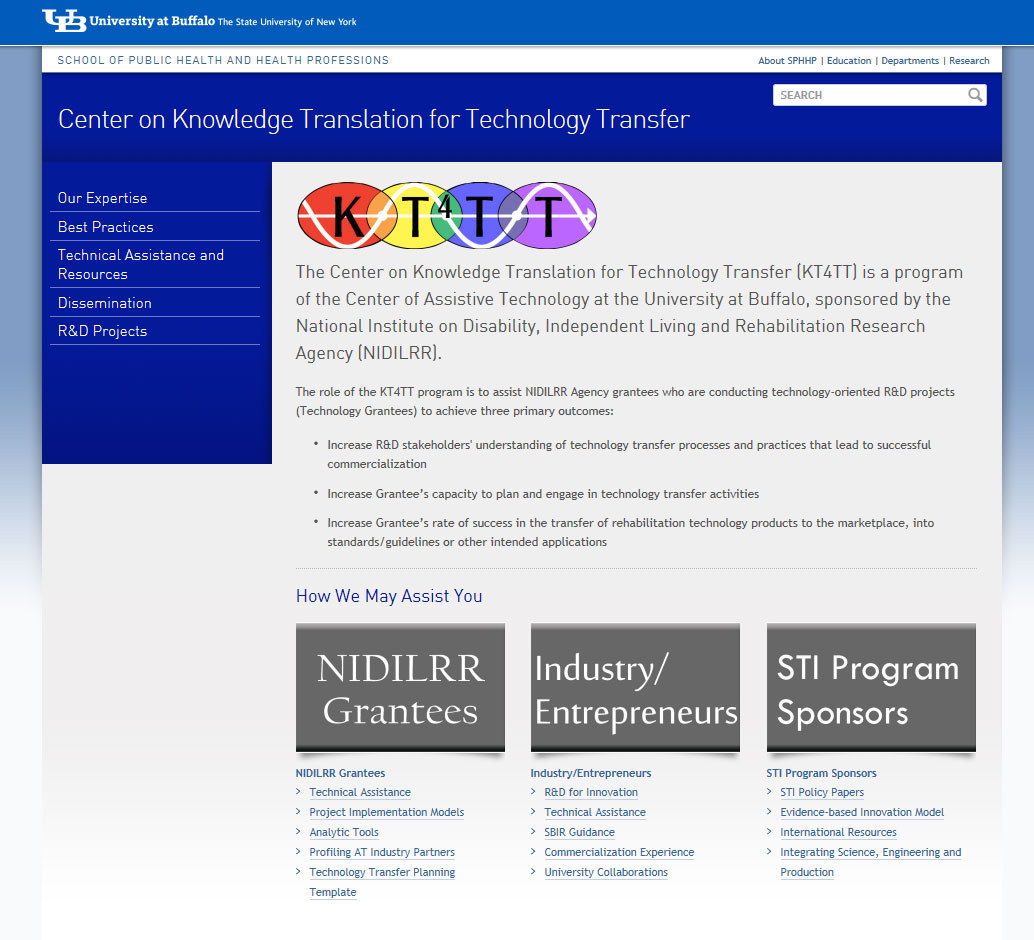 UB University at Buffalo The State University of New York
SCHOOL OF PUBLIC HEALTH AND HEALTH PROFESSIONS
About SPHHP | Education | Departments | Research
SEARCH
Center on Knowledge Translation for Technology Transfer
Our Expertise
Best Practices
Technical Assistance and
Resources
Dissemination
R&D Projects
KT4TT
The Center on Knowledge Translation for Technology Transfer (KT4TT) is a program
of the Center of Assistive Technology at the University at Buffalo, sponsored by the
National Institute on Disability, Independent Living and Rehabilitation Research
Agency (NIDILRR).
The role of the KT4TT program is to assist NIDILRR Agency grantees who are conducting technology-oriented R&D projects
(Technology Grantees) to achieve three primary outcomes:
• Increase R&D stakeholders' understanding of technology transfer processes and practices that lead to successful
commercialization
• Increase Grantee’s capacity to plan and engage in technology transfer activities
• Increase Grantee’s rate of success in the transfer of rehabilitation technology products to the marketplace, into
standards/guidelines or other intended applications
How We May Assist You
NIDILRR
Grantees
NIDILRR Grantees
> Technical Assistance
> Project Implementation Models
> Analytic Tools
> Profiling AT Industry Partners
> Technology Transfer Planning
Template
Industry/
Entrepreneurs
Industry/Entrepreneurs
> R&D for Innovation
> Technical Assistance
> SBIR Guidance
> Commercialization Experience
> University Collaborations
STI Program
Sponsors
STI Program Sponsors
> STI Policy Papers
> Evidence-based Innovation Model
> International Resources
> Integrating Science, Engineering and
Production